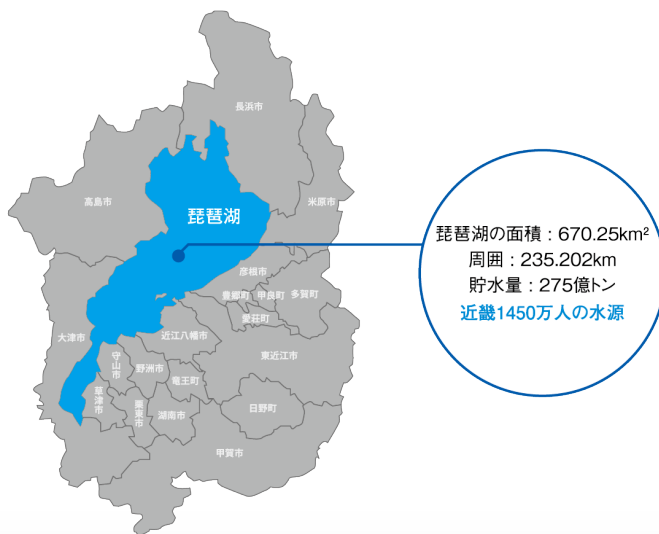 長浜市
高島市
米原市
琵琶湖
琵琶湖の面積：670.25km²
周囲：235.202km
貯水量：275億トン
近畿1450万人の水源
彦根市
豊郷町
甲良町
多賀町
愛荘町
大津市
近江八幡市
東近江市
守山市
野洲市
竜王町
草津市
栗東市
湖南市
日野町
甲賀市